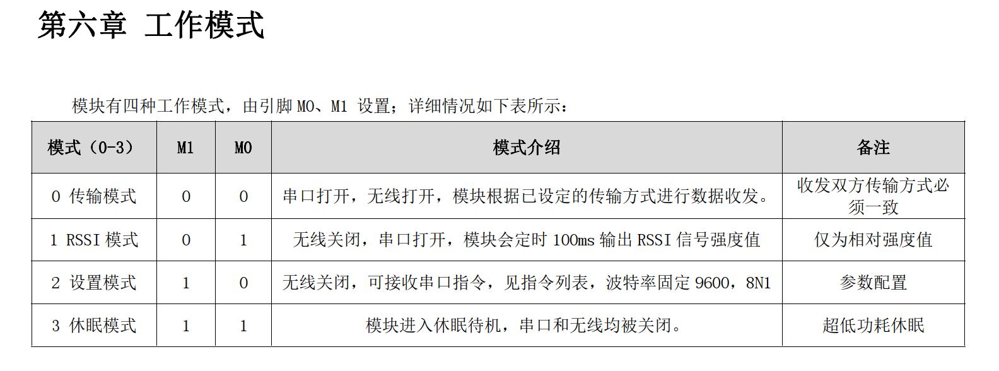 第六章 工作模式
模块有四种工作模式，由引脚 M0、M1 设置；详细情况如下表所示：
模式（0-3） M1 M0 模式介绍 备注
0 传输模式 0 0 串口打开，无线打开，模块根据已设定的传输方式进行数据收发。 收发双方传输方式必
须一致
1 RSSI 模式 0 1 无线关闭，串口打开，模块会定时 100ms 输出 RSSI 信号强度值 仅为相对强度值
2 设置模式 1 0 无线关闭，可接收串口指令，见指令列表，波特率固定 9600，8N1 参数配置
3 休眠模式 1 1 模块进入休眠待机，串口和无线均被关闭。 超低功耗休眠